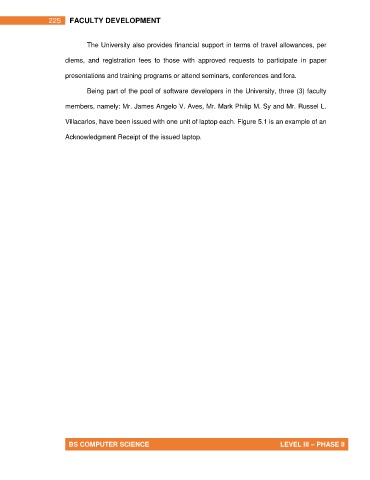 225 FACULTY DEVELOPMENT
The University also provides financial support in terms of travel allowances, per
diems, and registration fees to those with approved requests to participate in paper
presentations and training programs or attend seminars, conferences and fora.
Being part of the pool of software developers in the University, three (3) faculty
members, namely: Mr. James Angelo V. Aves, Mr. Mark Philip M. Sy and Mr. Russel L.
Villacarlos, have been issued with one unit of laptop each. Figure 5.1 is an example of an
Acknowledgment Receipt of the issued laptop.
BS COMPUTER SCIENCE LEVEL III – PHASE II